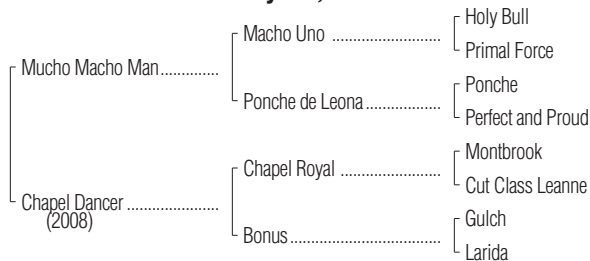 Holy Bull
Macho Uno ........................
Primal Force
Mucho Macho Man.............
Ponche
Ponche de Leona.................
Perfect and Proud
Montbrook
Chapel Royal ......................
Cut Class Leanne
Chapel Dancer ....................
(2008)
Gulch
Bonus..................................
Larida